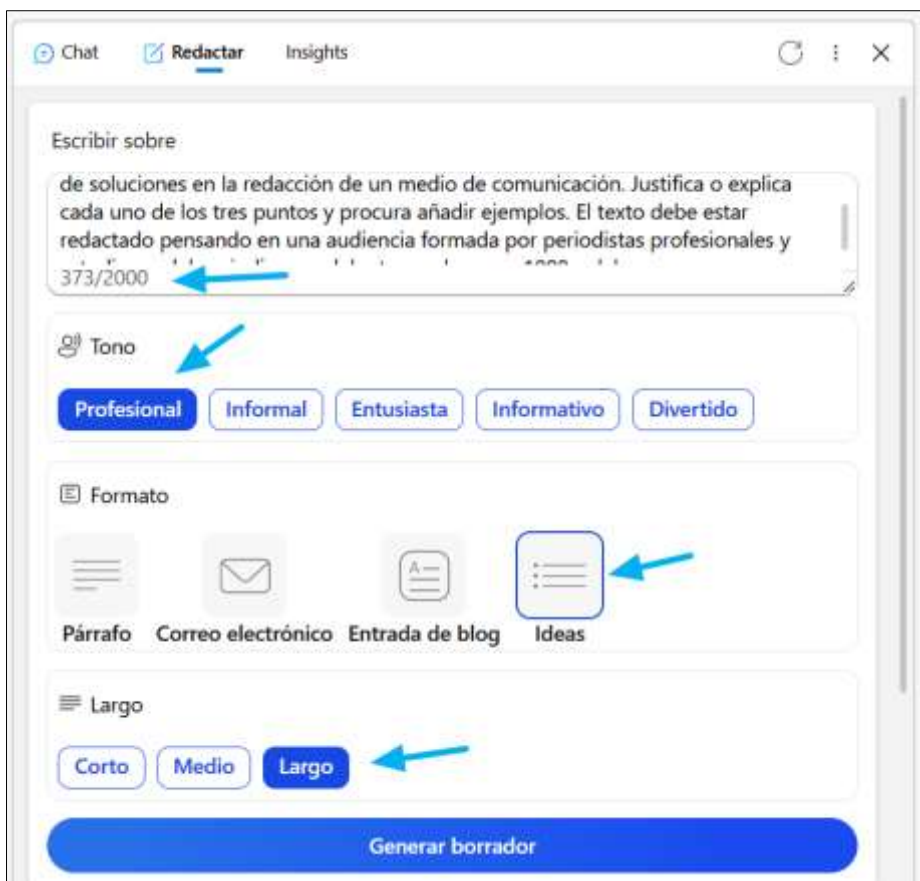 Chat Redactar Insights
Escribir sobre
de soluciones en la redacción de un medio de comunicación. Justifica o explica
cada uno de los tres puntos y procura añadir ejemplos. El texto debe estar
redactado pensando en una audiencia formada por periodistas profesionales y
373/2000
Tono
Profesional Informal Entusiasta Informativo Divertido
Formato
A
Párrafo Correo electrónico Entrada de blog Ideas
Largo
Corto Medio Largo
Generar borrador